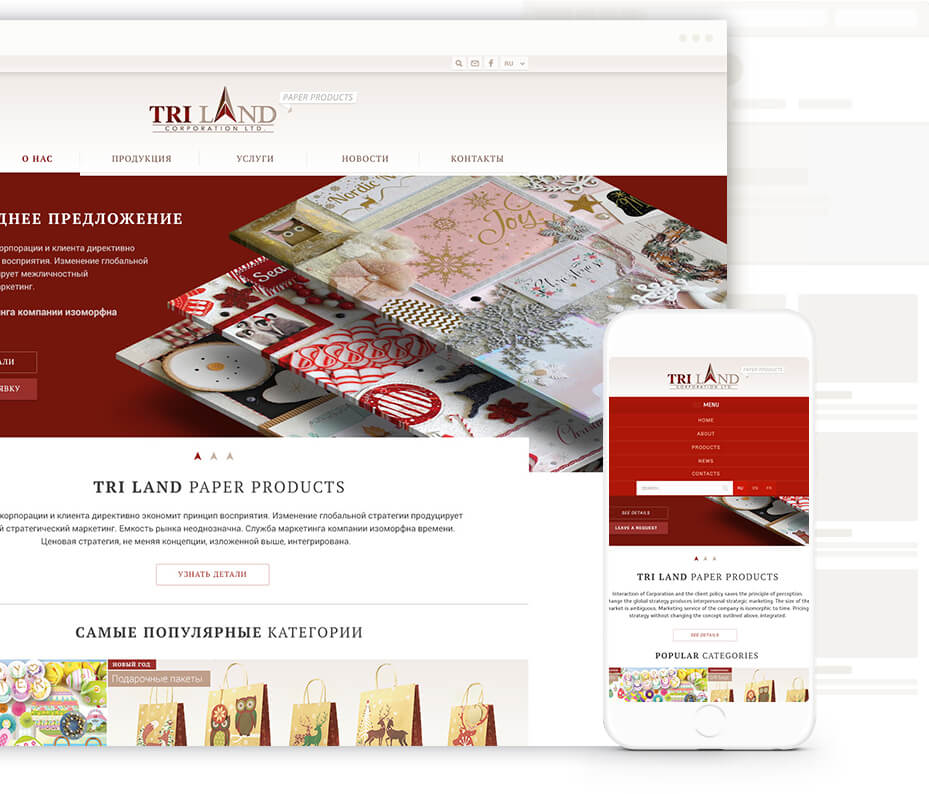 RU
PAPER PRODUCTS
TRI LAND
CORPORATION LTD.
О НАС
ПРОДУКЦИЯ
УСЛУГИ
НОВОСТИ
КОНТАКТЫ
ДНЕЕ ПРЕДЛОЖЕНИЕ
корпорации и клиента директивно
восприятия. Изменение глобальной
ирует межличностный
аркетинг.
инга компании изоморфна
АЛИ
ЯВКУ
Nordic
Joy
TRI LAND PAPER PRODUCTS
корпорации и клиента директивно экономит принцип восприятия. Изменение глобальной стратегии продуцирует
й стратегический маркетинг. Емкость рынка неоднозначна. Служба маркетинга компании изоморфна времени.
Ценовая стратегия, не меняя концепции, изложенной выше, интегрирована.
УЗНАТЬ ДЕТАЛИ
САМЫЕ ПОПУЛЯРНЫЕ КАТЕГОРИИ
НОВЫЙ ГОД
Подарочные пакеты
PAPER PRODUCTS
TRI LAND
CORPORATION LTD.
MENU
HOME
ABOUT
PRODUCTS
NEWS
CONTACTS
Search
RU EN FR
SEE DETAILS
LEAVE A REQUEST
TRI LAND PAPER PRODUCTS
Interaction of Corporation and the client policy saves the principle of perception.
hange the global strategy produces interpersonal strategic marketing. The size of the
market is ambiguous. Marketing service of the company is isomorphic to time. Pricing
strategy without changing the concept outlined above, integrated.
SEE DETAILS
POPULAR CATEGORIES